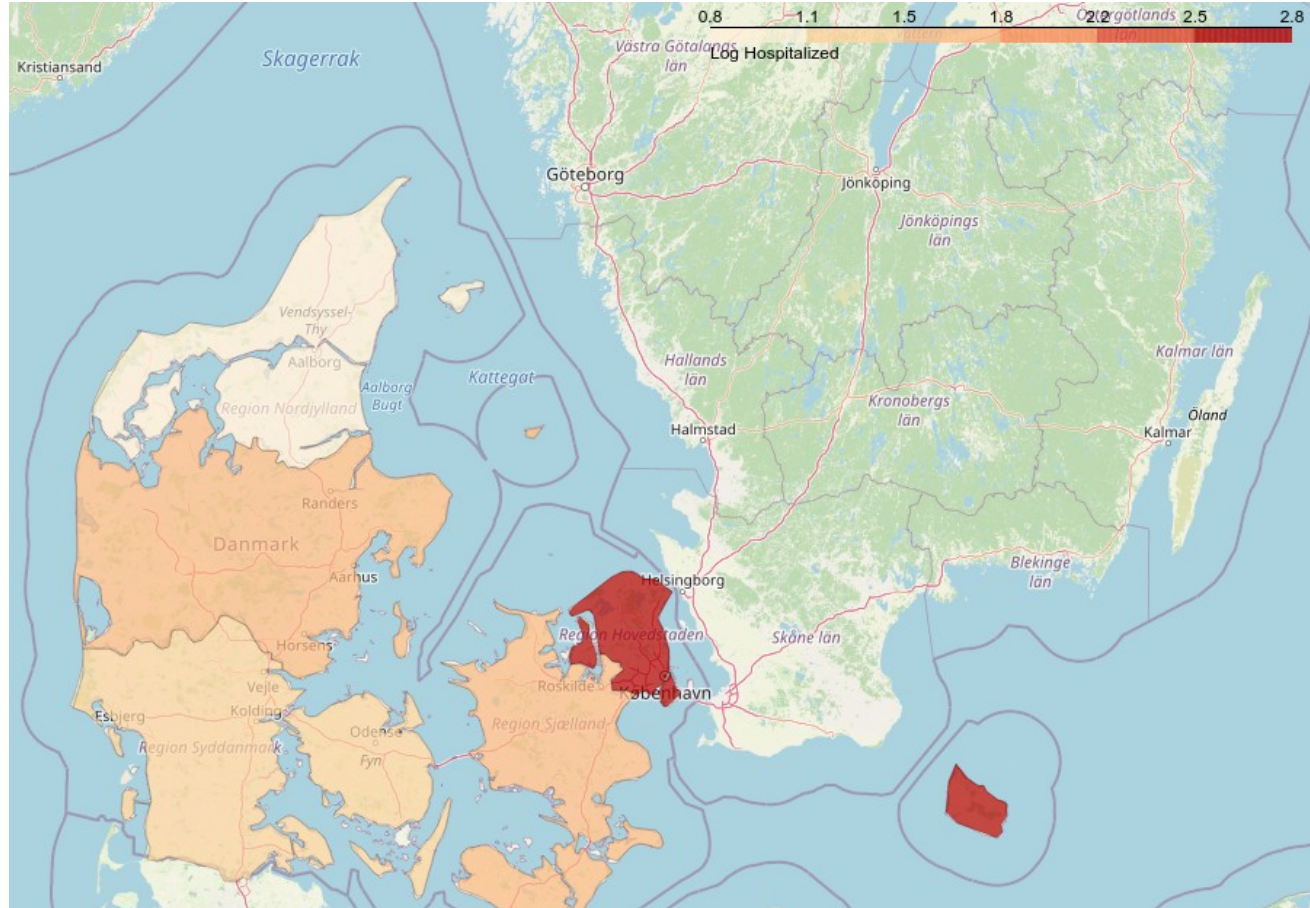 0.8 1.1 1.5 1.8 2.2 2.5 2.8
Log Hospitalized
Kristiansand
Skagerrak
Västra Götalands
län
län
Göteborg
Jönköping
Jönköpings
län
Vendsyssel-
Thy
Aalborg
Region Nordjylland
Aalborg
Bugt
Kattegat
Hallands
län
Kalmar län
Kronobergs
län
Öland
Halmstad
Kalmar
Randers
Danmark
Aarhus
Helsingborg
Blekinge
län
Horsens
Region Hovedstaden
Skåne län
Vejle
Roskilde
København
Kolding
Esbjerg
Region Sjælland
Odense
Region Syddanmark
Fyn